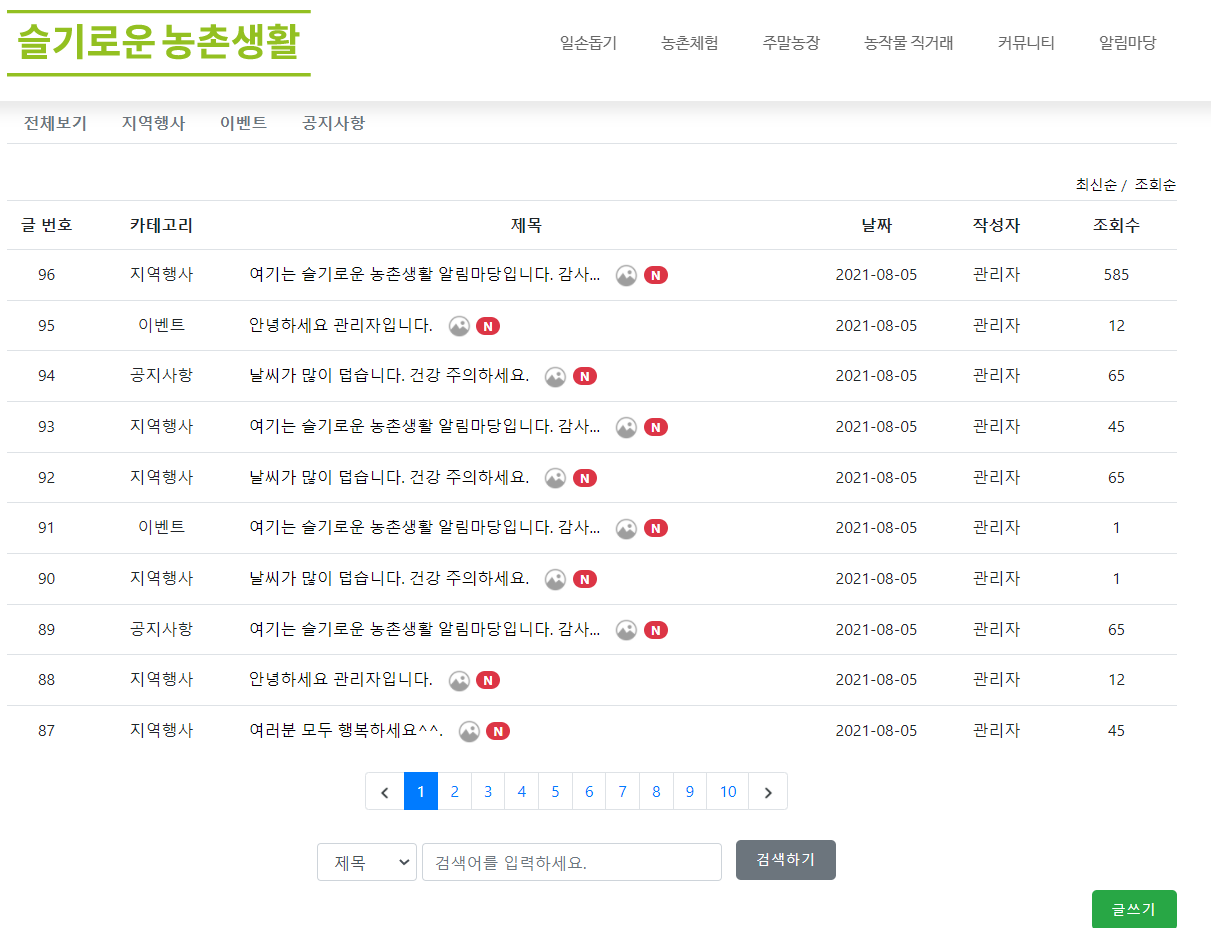 슬기로운 농촌생활
일손돕기 농촌체험 주말농장 농작물 직거래 커뮤니티 알림마당
전체보기 지역행사 이벤트 공지사항
최신순 / 조회순
글 번호 카테고리 제목 날짜 작성자 조회수
96 지역행사 여기는 슬기로운 농촌생활 알림마당입니다. 감사... N 2021-08-05 관리자 585
95 이벤트 안녕하세요 관리자입니다. N 2021-08-05 관리자 12
94 공지사항 날씨가 많이 덥습니다. 건강 주의하세요. N 2021-08-05 관리자 65
93 지역행사 여기는 슬기로운 농촌생활 알림마당입니다. 감사... N 2021-08-05 관리자 45
92 지역행사 날씨가 많이 덥습니다. 건강 주의하세요. N 2021-08-05 관리자 65
91 이벤트 여기는 슬기로운 농촌생활 알림마당입니다. 감사... N 2021-08-05 관리자 1
90 지역행사 날씨가 많이 덥습니다. 건강 주의하세요. N 2021-08-05 관리자 1
89 공지사항 여기는 슬기로운 농촌생활 알림마당입니다. 감사... N 2021-08-05 관리자 65
88 지역행사 안녕하세요 관리자입니다. N 2021-08-05 관리자 12
87 지역행사 여러분 모두 행복하세요^^. N 2021-08-05 관리자 45
1 2 3 4 5 6 7 8 9 10
제목 검색어를 입력하세요. 검색하기
글쓰기